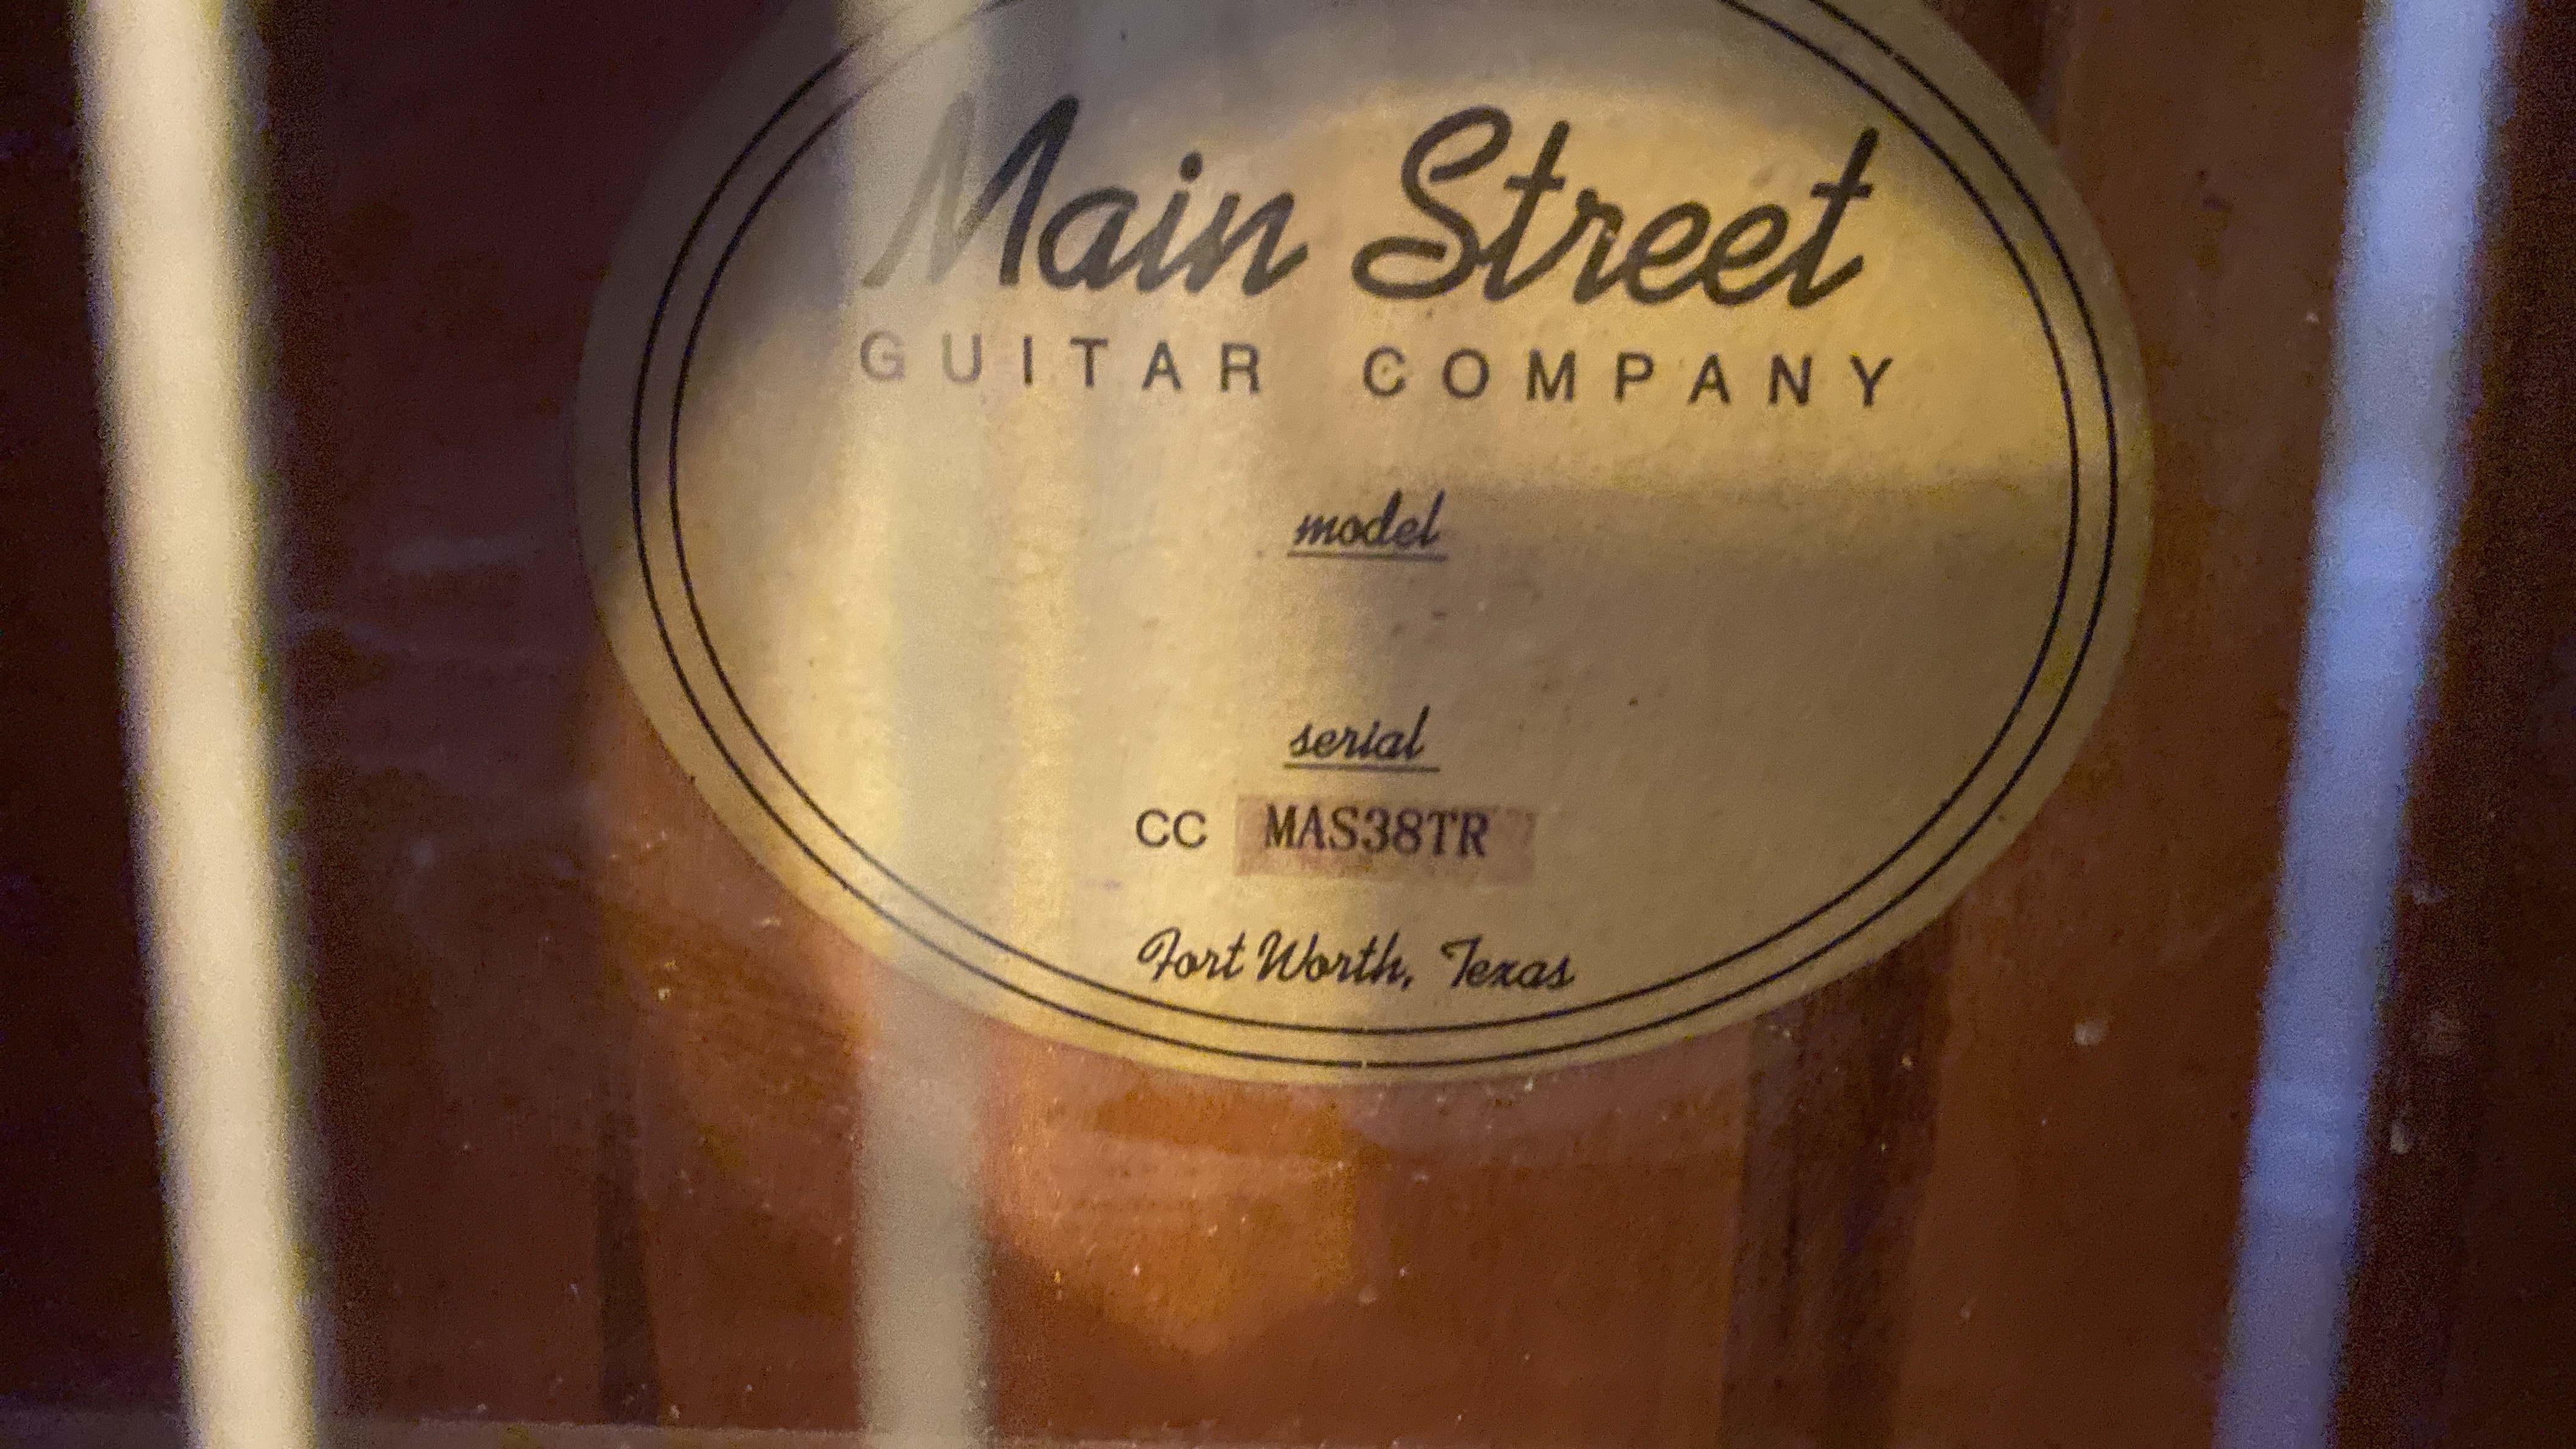 Main Street
GUITAR COMPANY
model
serial
CC MAS38TR
Fort Worth, Texas